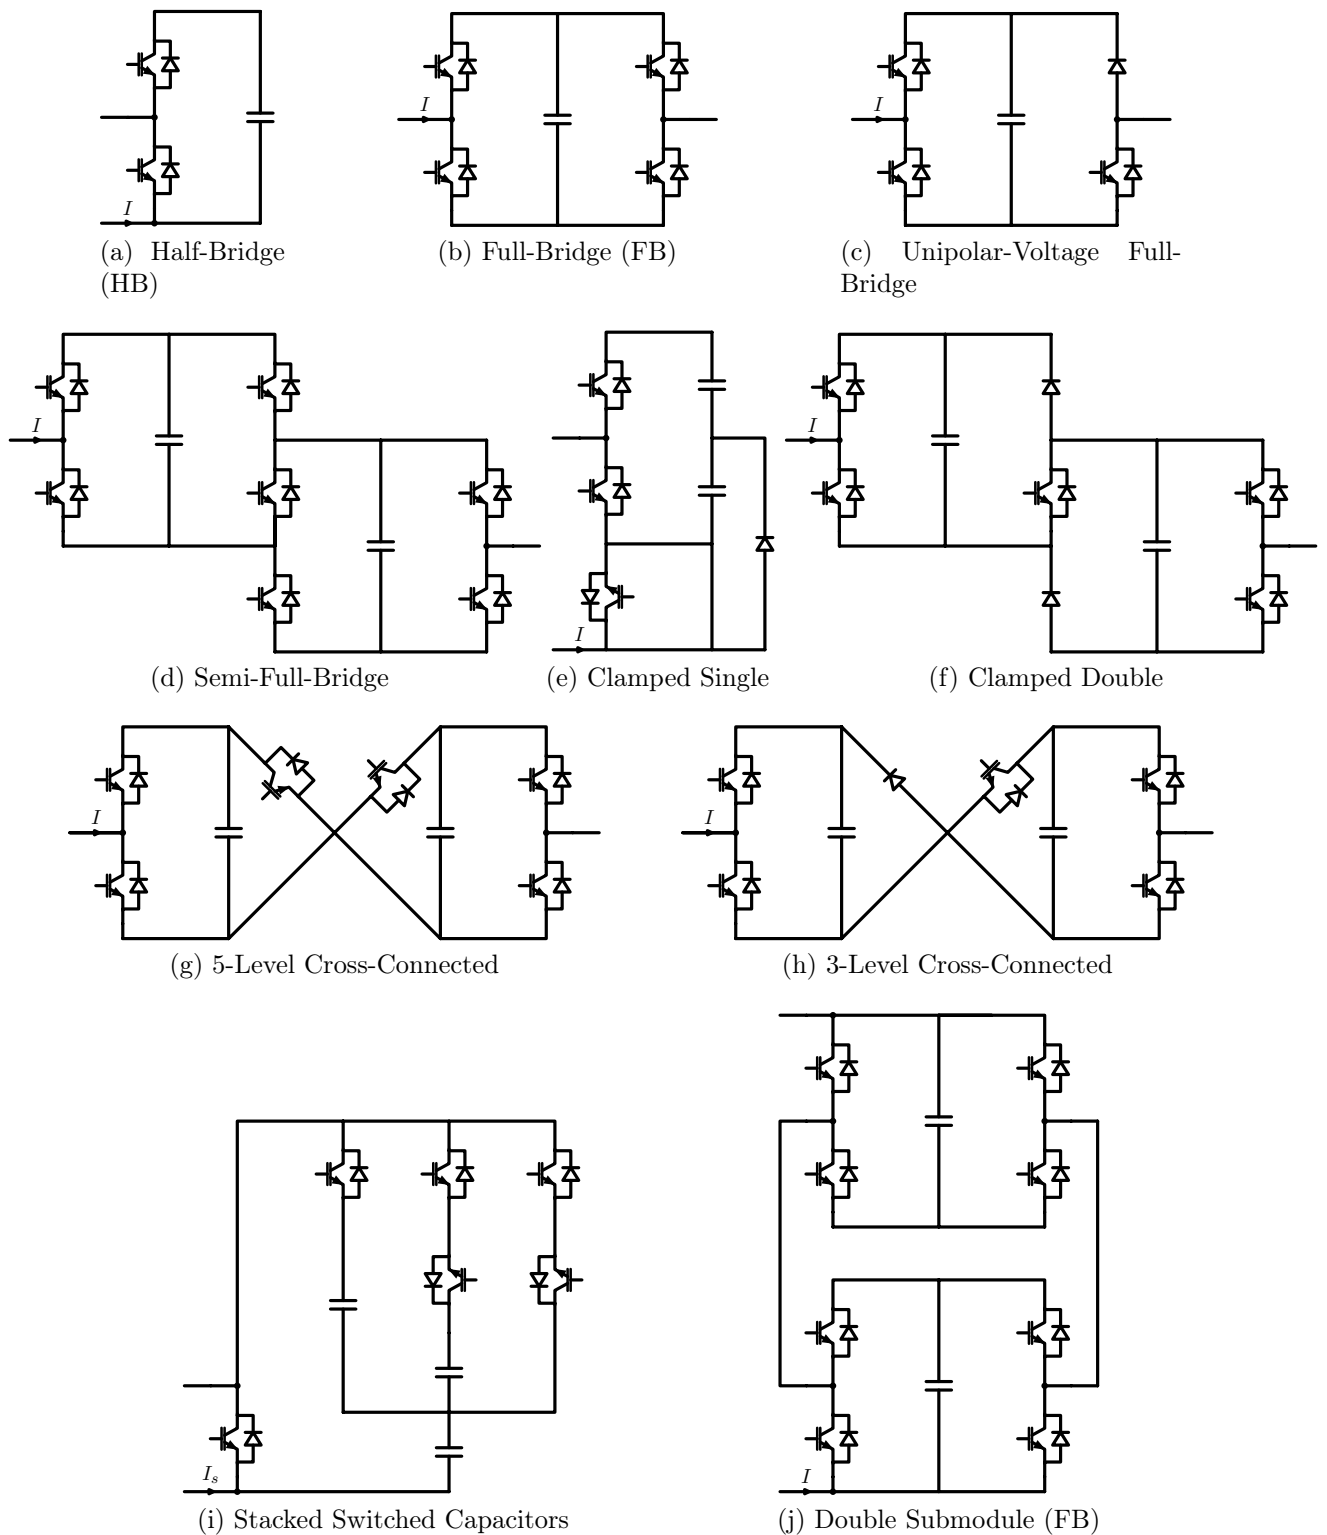 I
I
I
(a) Half-Bridge
(HB)
(b) Full-Bridge (FB)
(c) Unipolar-Voltage Full-
Bridge
I
I
I
(d) Semi-Full-Bridge
(e) Clamped Single
(f) Clamped Double
I
I
(g) 5-Level Cross-Connected
(h) 3-Level Cross-Connected
I_s
I
(i) Stacked Switched Capacitors
(j) Double Submodule (FB)